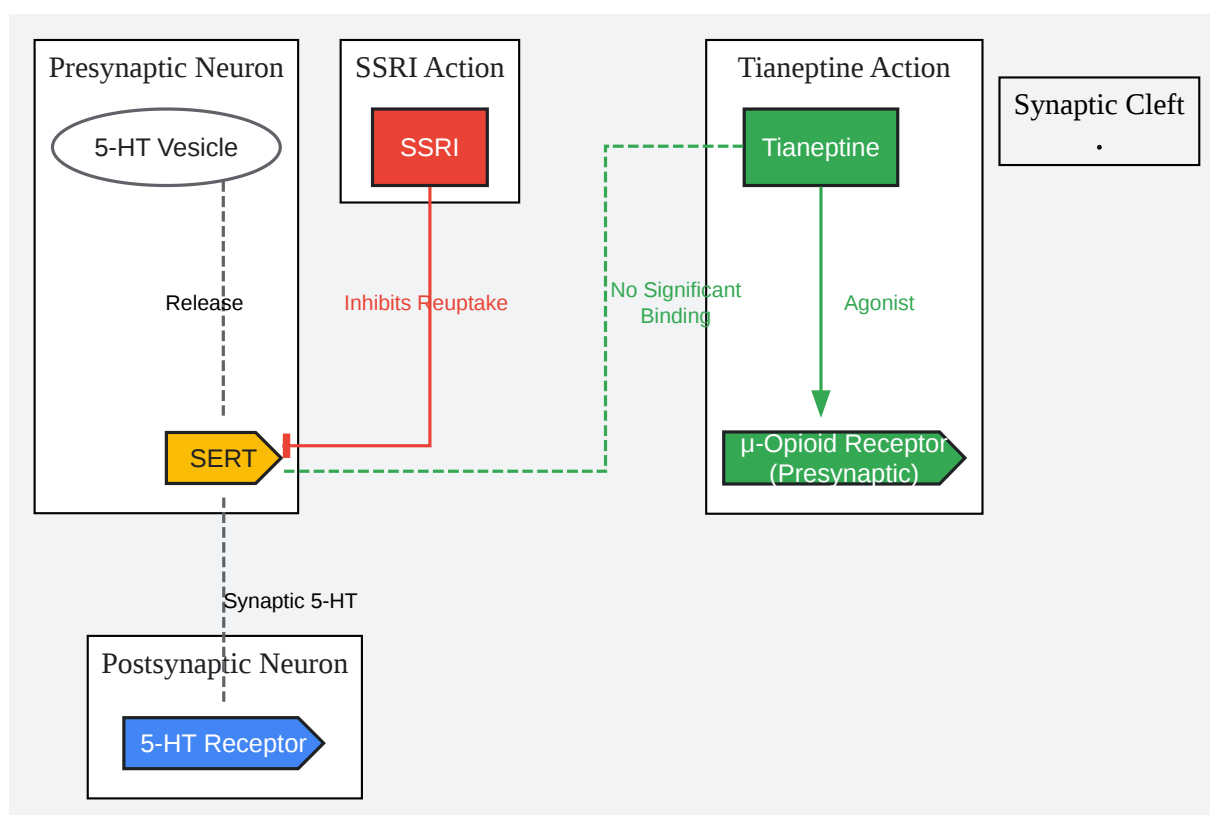 Presynaptic Neuron
SSRI Action
Tianeptine Action
Synaptic Cleft
5-HT Vesicle
SSRI
Tianeptine
.
Release
Inhibits Reuptake
No Significant
Binding
Agonist
SERT
μ-Opioid Receptor
(Presynaptic)
Synaptic 5-HT
Postsynaptic Neuron
5-HT Receptor